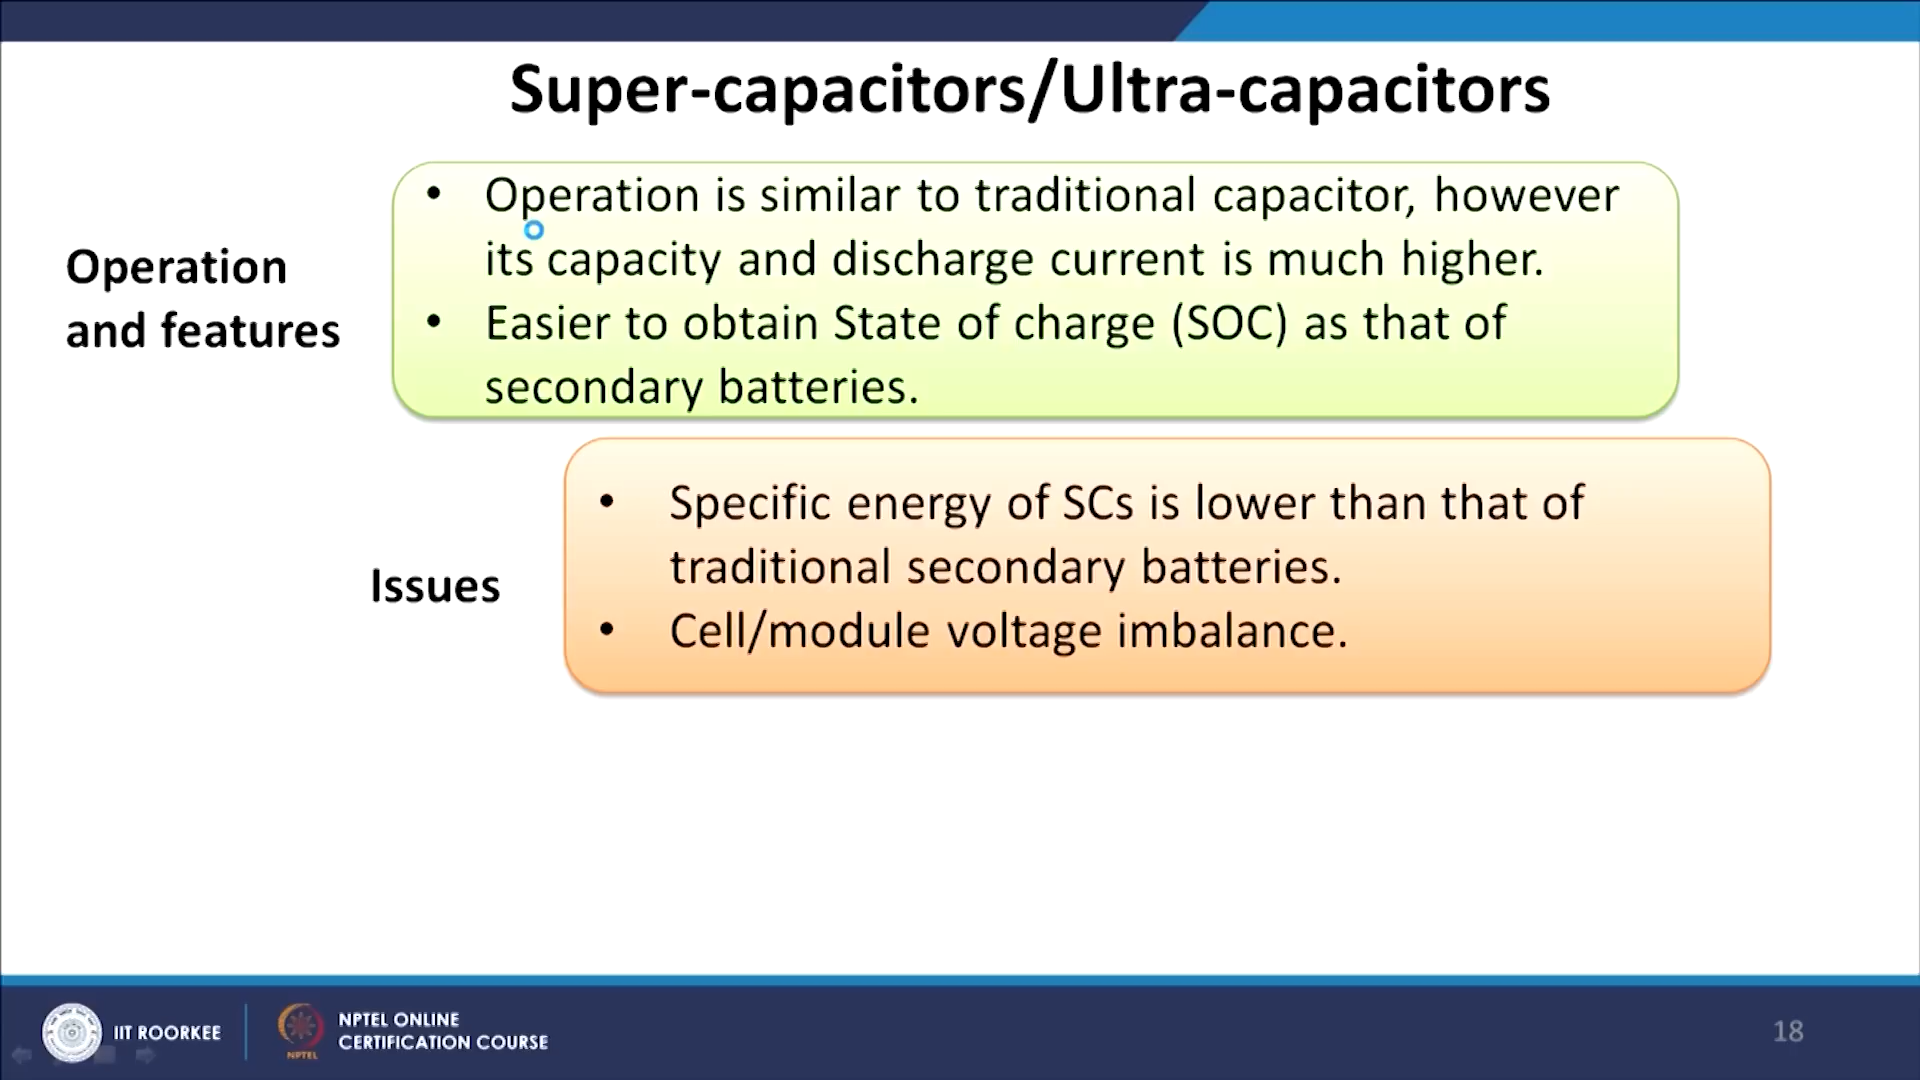 Super-capacitors/Ultra-capacitors
Operation
and features
• Operation is similar to traditional capacitor, however
its capacity and discharge current is much higher.
• Easier to obtain State of charge (SOC) as that of
secondary batteries.
Issues
• Specific energy of SCs is lower than that of
traditional secondary batteries.
• Cell/module voltage imbalance.
IIT ROORKEE
NPTEL
NPTEL ONLINE
CERTIFICATION COURSE
18